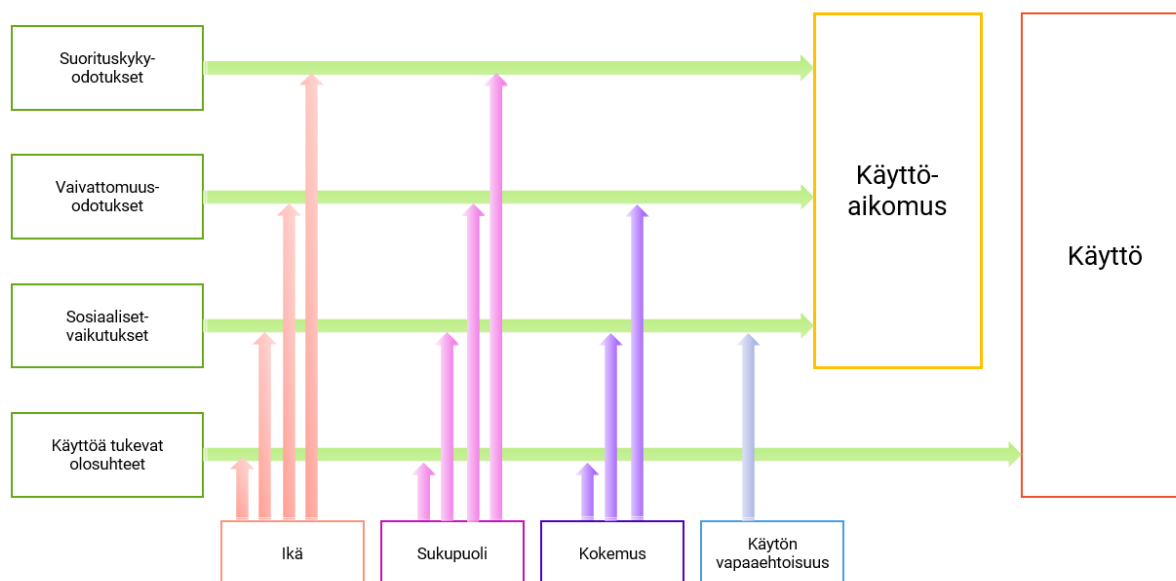 Suorituskyky-
odotukset
Vaivattomuus-
odotukset
Sosiaaliset-
vaikutukset
Käyttöä tukevat
olosuhteet
Käyttö-
aikomus
Käyttö
Ikä
Sukupuoli
Kokemus
Käytön
vapaaehtoisuus